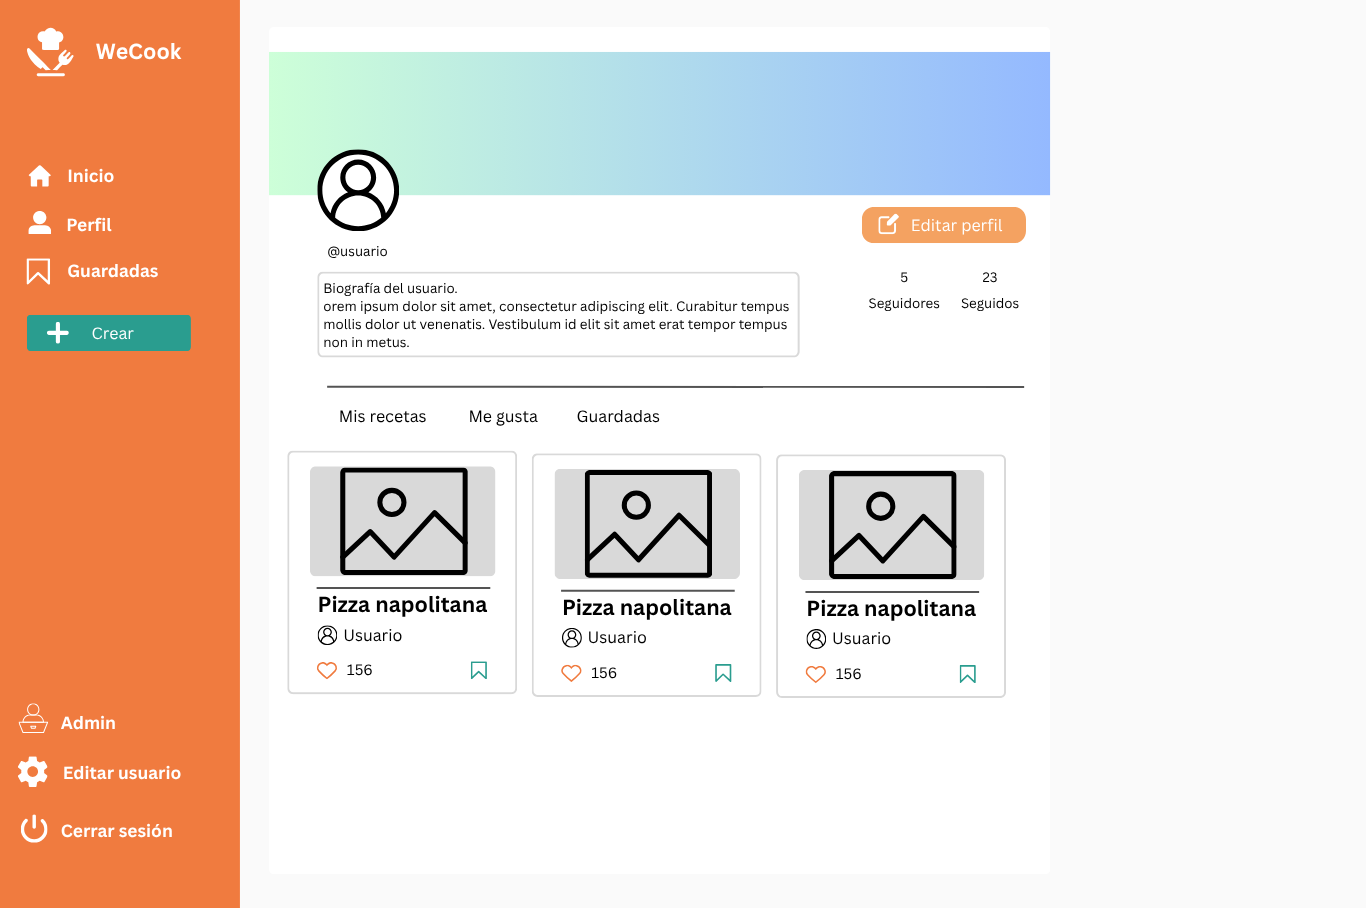 WeCook
Inicio
Perfil
Guardadas
Crear
Admin
Editar usuario
Cerrar sesión
@usuario
Editar perfil
Biografía del usuario.
orem ipsum dolor sit amet, consectetur adipiscing elit. Curabitur tempus
mollis dolor ut venenatis. Vestibulum id elit sit amet erat tempor tempus
non in metus.
5
Seguidores
23
Seguidos
Mis recetas
Me gusta
Guardadas
Pizza napolitana
Usuario
156
Pizza napolitana
Usuario
156
Pizza napolitana
Usuario
156